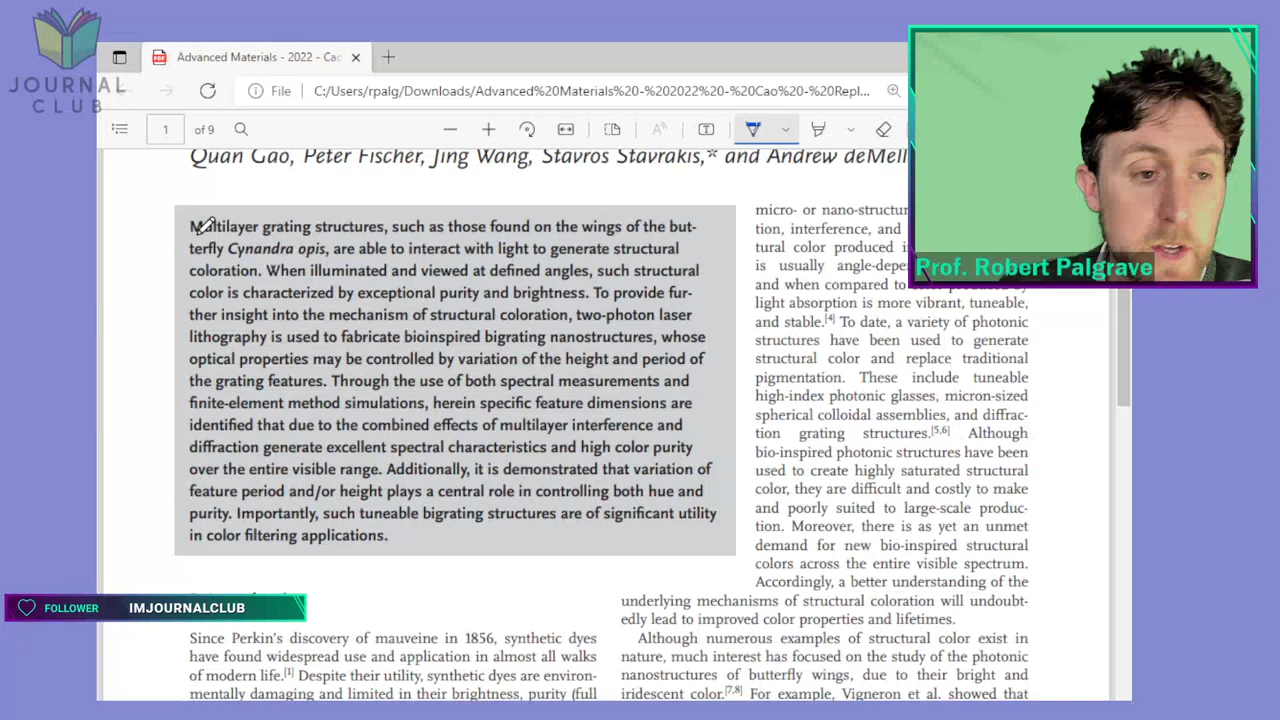 JOURNAL
CLUB
Advanced Materials - 2022 - Cao
File C:/Users/rpalg/Downloads/Advanced%20Materials%20-%202022%20-%20Cao%20-%20Repl...
1 of 9
Quan Gao, Peter Fischer, Jing Wang, Stavros Stavrakis,* and Andrew deMell
Multilayer grating structures, such as those found on the wings of the but-
terfly Cynandra opis, are able to interact with light to generate structural
coloration. When illuminated and viewed at defined angles, such structural
color is characterized by exceptional purity and brightness. To provide fur-
ther insight into the mechanism of structural coloration, two-photon laser
lithography is used to fabricate bioinspired bigrating nanostructures, whose
optical properties may be controlled by variation of the height and period of
the grating features. Through the use of both spectral measurements and
finite-element method simulations, herein specific feature dimensions are
identified that due to the combined effects of multilayer interference and
diffraction generate excellent spectral characteristics and high color purity
over the entire visible range. Additionally, it is demonstrated that variation of
feature period and/or height plays a central role in controlling both hue and
purity. Importantly, such tuneable bigrating structures are of significant utility
in color filtering applications.
Since Perkin's discovery of mauveine in 1856, synthetic dyes
have found widespread use and application in almost all walks
of modern life.[1] Despite their utility, synthetic dyes are environ-
mentally damaging and limited in their brightness, purity (full
micro- or nano-structur
tion, interference, and
tural color produced i
is usually angle-depe
and when compared to
light absorption is more vibrant, tuneable,
and stable.[4] To date, a variety of photonic
structures have been used to generate
structural color and replace traditional
pigmentation. These include tuneable
high-index photonic glasses, micron-sized
spherical colloidal assemblies, and diffrac-
tion grating structures.[5,6] Although
bio-inspired photonic structures have been
used to create highly saturated structural
color, they are difficult and costly to make
and poorly suited to large-scale produc-
tion. Moreover, there is as yet an unmet
demand for new bio-inspired structural
colors across the entire visible spectrum.
Accordingly, a better understanding of the
underlying mechanisms of structural coloration will undoubt-
edly lead to improved color properties and lifetimes.
Although numerous examples of structural color exist in
nature, much interest has focused on the study of the photonic
nanostructures of butterfly wings, due to their bright and
iridescent color.[7,8] For example, Vigneron et al. showed that
Prof. Robert Palgrave
FOLLOWER IMJOURNALCLUB